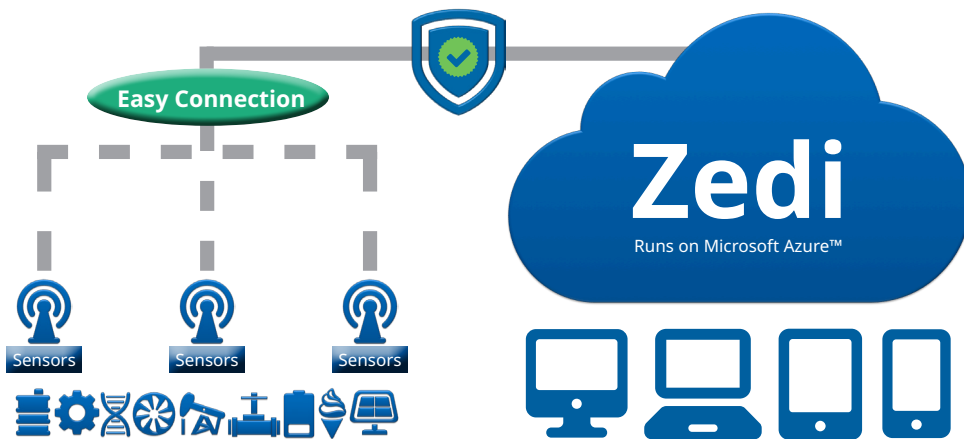 Easy Connection
Zedi
Runs on Microsoft Azure™
Sensors
Sensors
Sensors